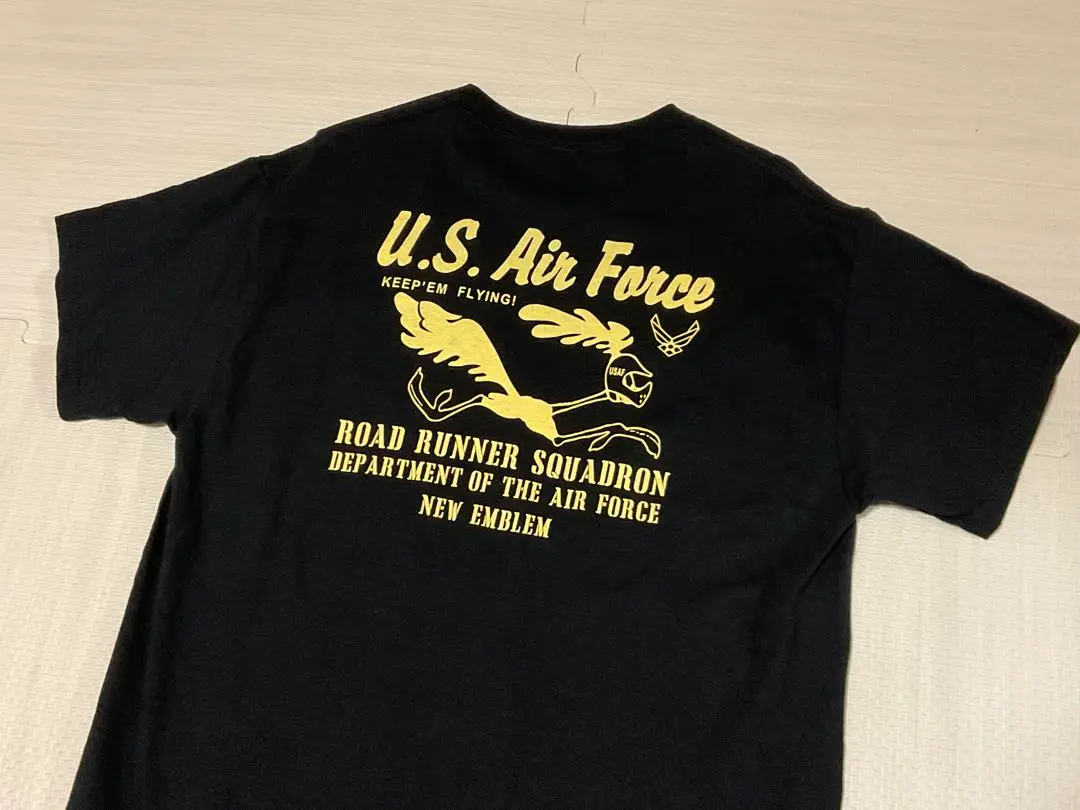 U.S. Air Force
KEEP'EM FLYING!
USAF
ROAD RUNNER SQUADRON
DEPARTMENT OF THE AIR FORCE
NEW EMBLEM